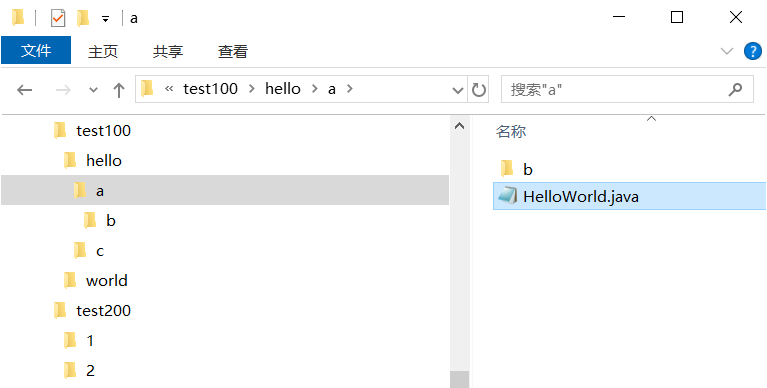 a
文件 主页 共享 查看
« test100 › hello › a › 搜索"a"
test100
hello
a
b
c
world
test200
1
2
名称
b
HelloWorld.java